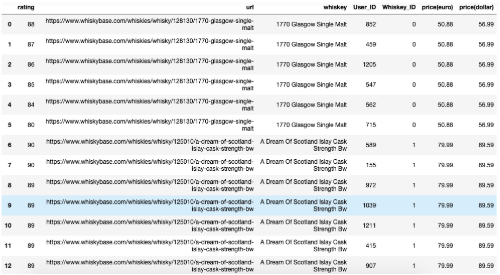 rating url whiskey User_ID Whiskey_ID price(euro) price(dollar)
0 88 https://www.whiskybase.com/whiskies/whisky/128130/1770-glasgow-single-malt 1770 Glasgow Single Malt 852 0 50.88 56.99
1 87 https://www.whiskybase.com/whiskies/whisky/128130/1770-glasgow-single-malt 1770 Glasgow Single Malt 459 0 50.88 56.99
2 86 https://www.whiskybase.com/whiskies/whisky/128130/1770-glasgow-single-malt 1770 Glasgow Single Malt 1205 0 50.88 56.99
3 85 https://www.whiskybase.com/whiskies/whisky/128130/1770-glasgow-single-malt 1770 Glasgow Single Malt 547 0 50.88 56.99
4 84 https://www.whiskybase.com/whiskies/whisky/128130/1770-glasgow-single-malt 1770 Glasgow Single Malt 562 0 50.88 56.99
5 80 https://www.whiskybase.com/whiskies/whisky/128130/1770-glasgow-single-malt 1770 Glasgow Single Malt 715 0 50.88 56.99
6 90 https://www.whiskybase.com/whiskies/whisky/125010/a-dream-of-scotland-islay-cask-strength-bw A Dream Of Scotland Islay Cask Strength Bw 589 1 79.99 89.59
7 90 https://www.whiskybase.com/whiskies/whisky/125010/a-dream-of-scotland-islay-cask-strength-bw A Dream Of Scotland Islay Cask Strength Bw 155 1 79.99 89.59
8 89 https://www.whiskybase.com/whiskies/whisky/125010/a-dream-of-scotland-islay-cask-strength-bw A Dream Of Scotland Islay Cask Strength Bw 972 1 79.99 89.59
9 89 https://www.whiskybase.com/whiskies/whisky/125010/a-dream-of-scotland-islay-cask-strength-bw A Dream Of Scotland Islay Cask Strength Bw 1039 1 79.99 89.59
10 89 https://www.whiskybase.com/whiskies/whisky/125010/a-dream-of-scotland-islay-cask-strength-bw A Dream Of Scotland Islay Cask Strength Bw 1211 1 79.99 89.59
11 89 https://www.whiskybase.com/whiskies/whisky/125010/a-dream-of-scotland-islay-cask-strength-bw A Dream Of Scotland Islay Cask Strength Bw 415 1 79.99 89.59
12 89 https://www.whiskybase.com/whiskies/whisky/125010/a-dream-of-scotland-islay-cask-strength-bw A Dream Of Scotland Islay Cask Strength Bw 907 1 79.99 89.59